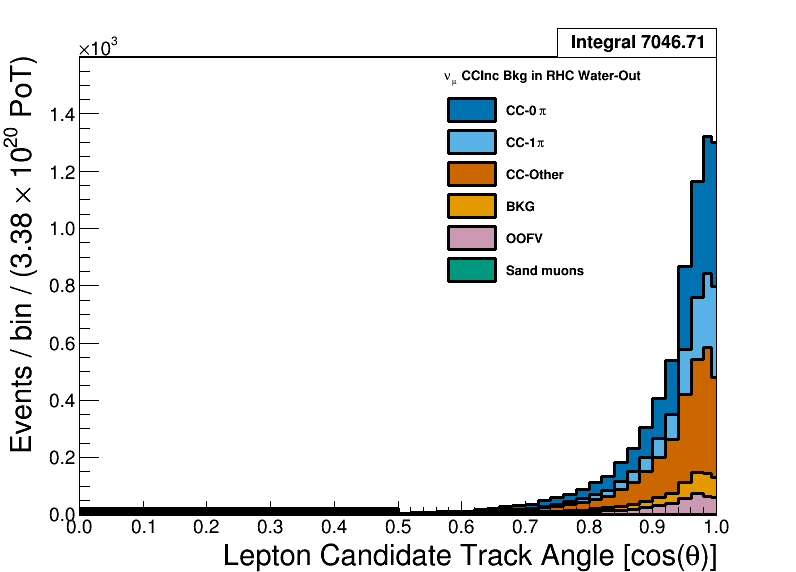 ×10³
Integral 7046.71
Events / bin / (3.38 × 10²⁰ PoT)
ν_μ CCInc Bkg in RHC Water-Out
CC-0 π
CC-1 π
CC-Other
BKG
OOFV
Sand muons
1.4
1.2
1.0
0.8
0.6
0.4
0.2
0.0
0.0 0.1 0.2 0.3 0.4 0.5 0.6 0.7 0.8 0.9 1.0
Lepton Candidate Track Angle [cos(θ)]